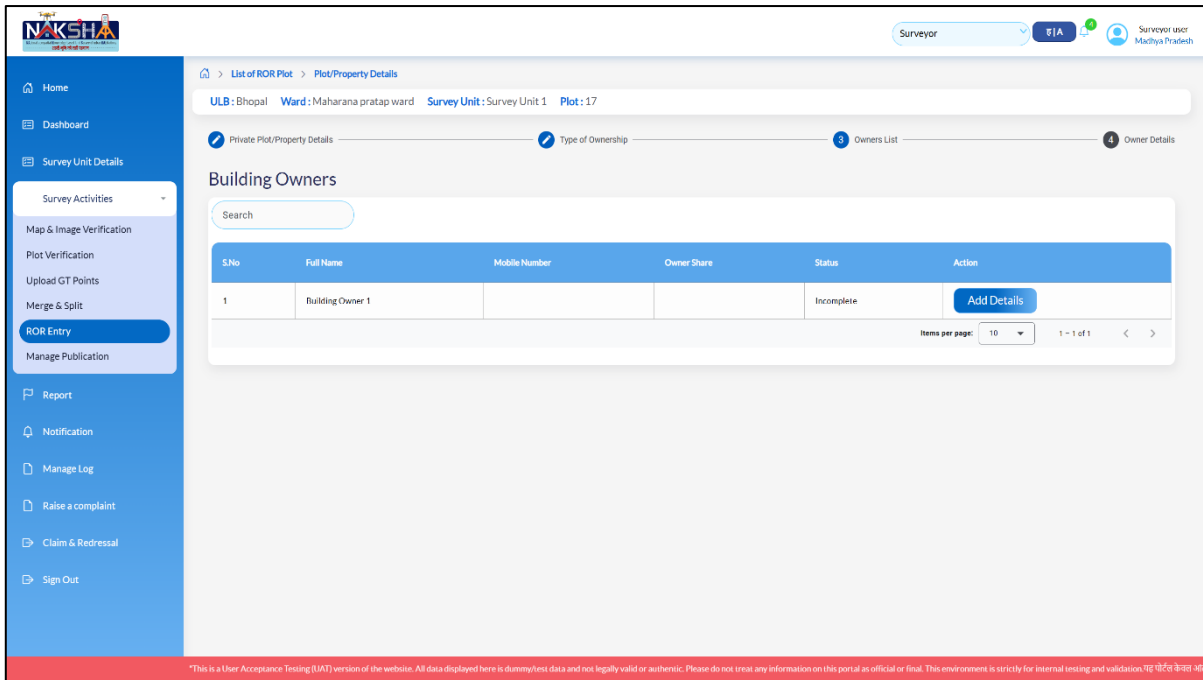 NAKSHA
Surveyor
ह|A
4
Surveyor user
Madhya Pradesh
> List of ROR Plot > Plot/Property Details
ULB : Bhopal Ward : Maharana pratap ward Survey Unit : Survey Unit 1 Plot : 17
Private Plot/Property Details Type of Ownership 3 Owners List 4 Owner Details
Building Owners
Search
S.No Full Name Mobile Number Owner Share Status Action
1 Building Owner 1 Incomplete Add Details
Items per page: 10 1 – 1 of 1
Home
Dashboard
Survey Unit Details
Survey Activities
Map & Image Verification
Plot Verification
Upload GT Points
Merge & Split
ROR Entry
Manage Publication
Report
Notification
Manage Log
Raise a complaint
Claim & Redressal
Sign Out
"This is a User Acceptance Testing (UAT) version of the website. All data displayed here is dummy/test data and not legally valid or authentic. Please do not treat any information on this portal as official or final. This environment is strictly for internal testing and validation.यह पोर्टल केवल